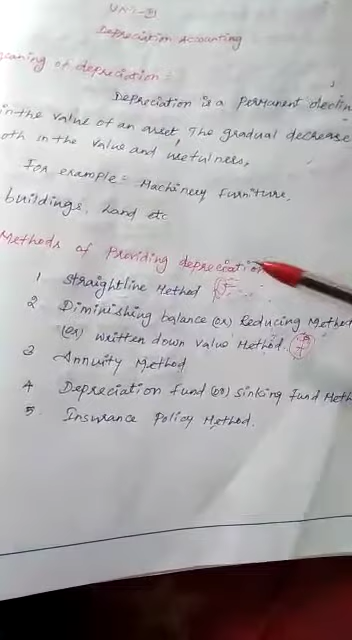 UNIT-
Depreciation Accounting
eaning of depreciation :
Depreciation is a permanent declin
in the value of an asset, The gradual decrease
oth in the value and usefulness,
For example = Machinery Furniture,
buildings, Land etc
Methods of Providing depreciation
1 Straightline Method
2 Diminishing balance (or) Reducing Method
(or) Written down value Method.
3 Annuity Method
4 Depreciation fund (or) sinking fund Meth
5. Insurance Policy Method.